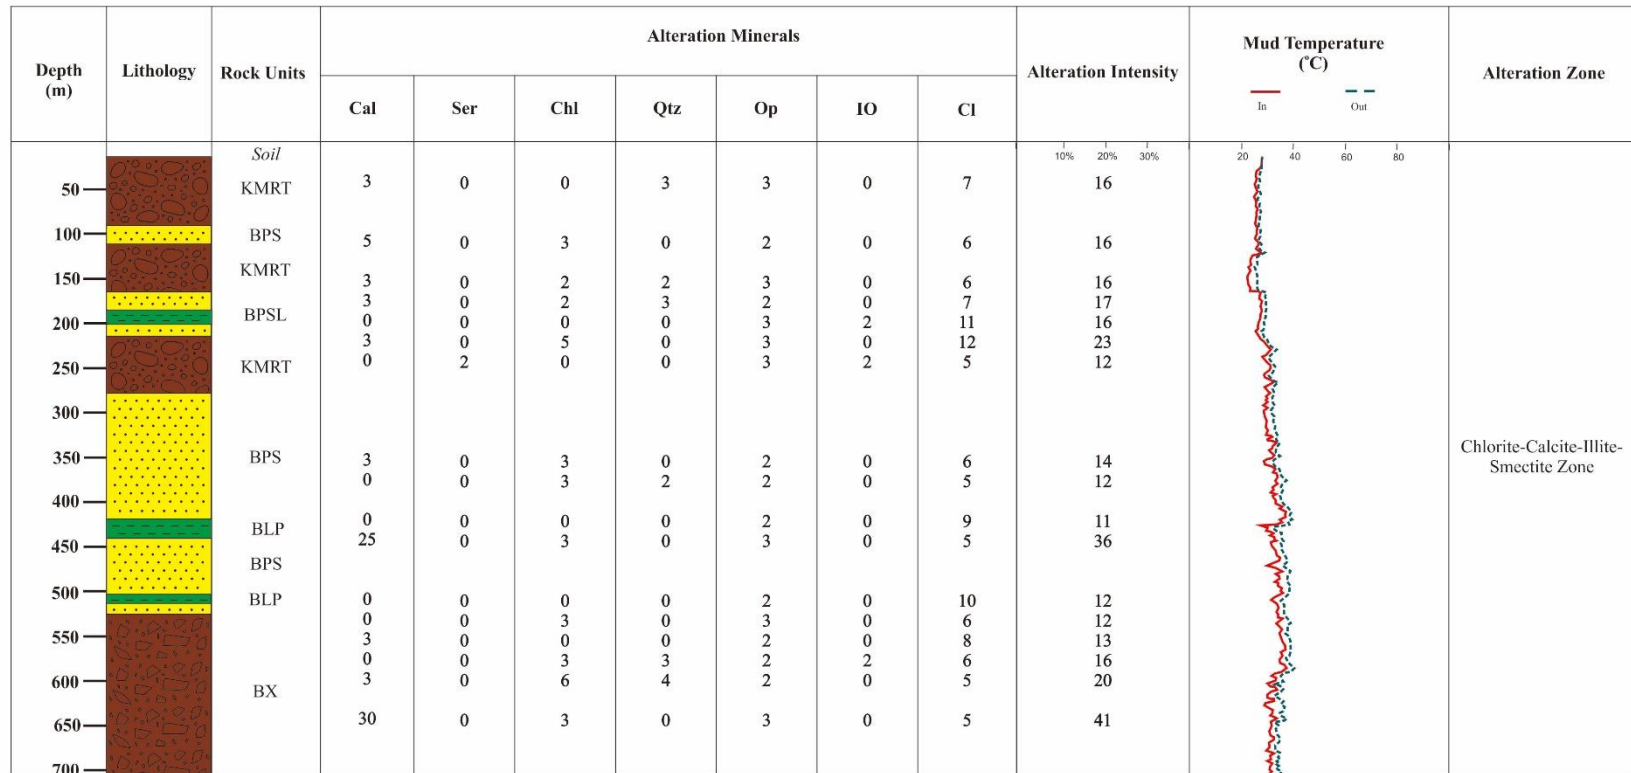 Depth
(m)
Lithology
Rock Units
Alteration Minerals
Cal Ser Chl Qtz Op IO Cl
Alteration Intensity
Mud Temperature
(°C)
In Out
Alteration Zone
10% 20% 30%
20 40 60 80
Soil
50 KMRT 3 0 0 3 3 0 7 16
100 BPS 5 0 3 0 2 0 6 16
150 KMRT 3 0 2 2 3 0 6 16
3 0 2 3 2 0 7 17
200 BPSL 0 0 0 0 3 2 11 16
3 0 5 0 3 0 12 23
250 KMRT 0 2 0 0 3 2 5 12
300
350 BPS 3 0 3 0 2 0 6 14
0 0 3 2 2 0 5 12
400
BLP 0 0 0 0 2 0 9 11
450 25 0 3 0 3 0 5 36
BPS
500 BLP 0 0 0 0 2 0 10 12
0 0 3 0 3 0 6 12
550 3 0 0 0 2 0 8 13
0 0 3 3 2 2 6 16
600 BX 3 0 6 4 2 0 5 20
650 30 0 3 0 3 0 5 41
700
Chlorite-Calcite-Illite-
Smectite Zone